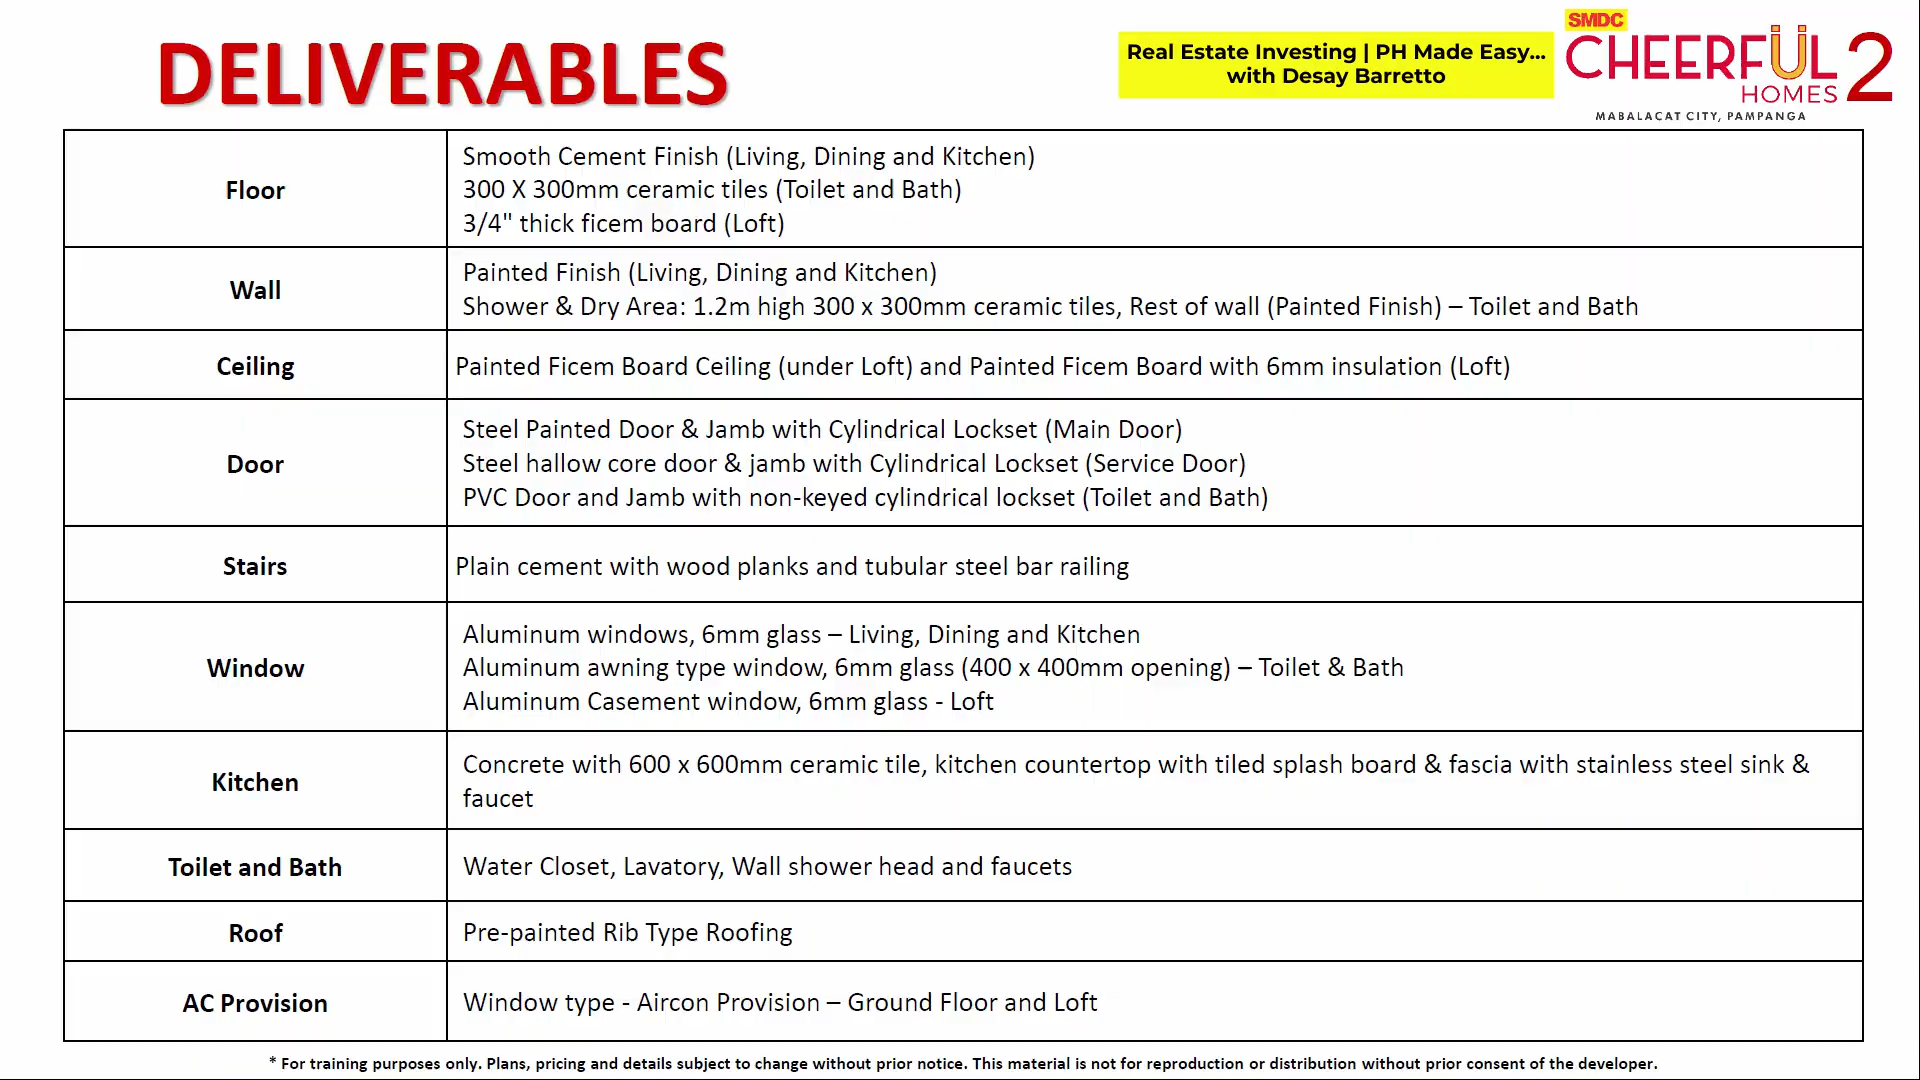 DELIVERABLES
Real Estate Investing | PH Made Easy...
with Desay Barretto
SMDC
CHEERFUL
HOMES
2
MABALACAT CITY, PAMPANGA
Floor
Smooth Cement Finish (Living, Dining and Kitchen)
300 X 300mm ceramic tiles (Toilet and Bath)
3/4" thick ficem board (Loft)
Wall
Painted Finish (Living, Dining and Kitchen)
Shower & Dry Area: 1.2m high 300 x 300mm ceramic tiles, Rest of wall (Painted Finish) – Toilet and Bath
Ceiling
Painted Ficem Board Ceiling (under Loft) and Painted Ficem Board with 6mm insulation (Loft)
Door
Steel Painted Door & Jamb with Cylindrical Lockset (Main Door)
Steel hallow core door & jamb with Cylindrical Lockset (Service Door)
PVC Door and Jamb with non-keyed cylindrical lockset (Toilet and Bath)
Stairs
Plain cement with wood planks and tubular steel bar railing
Window
Aluminum windows, 6mm glass – Living, Dining and Kitchen
Aluminum awning type window, 6mm glass (400 x 400mm opening) – Toilet & Bath
Aluminum Casement window, 6mm glass - Loft
Kitchen
Concrete with 600 x 600mm ceramic tile, kitchen countertop with tiled splash board & fascia with stainless steel sink &
faucet
Toilet and Bath
Water Closet, Lavatory, Wall shower head and faucets
Roof
Pre-painted Rib Type Roofing
AC Provision
Window type - Aircon Provision – Ground Floor and Loft
* For training purposes only. Plans, pricing and details subject to change without prior notice. This material is not for reproduction or distribution without prior consent of the developer.